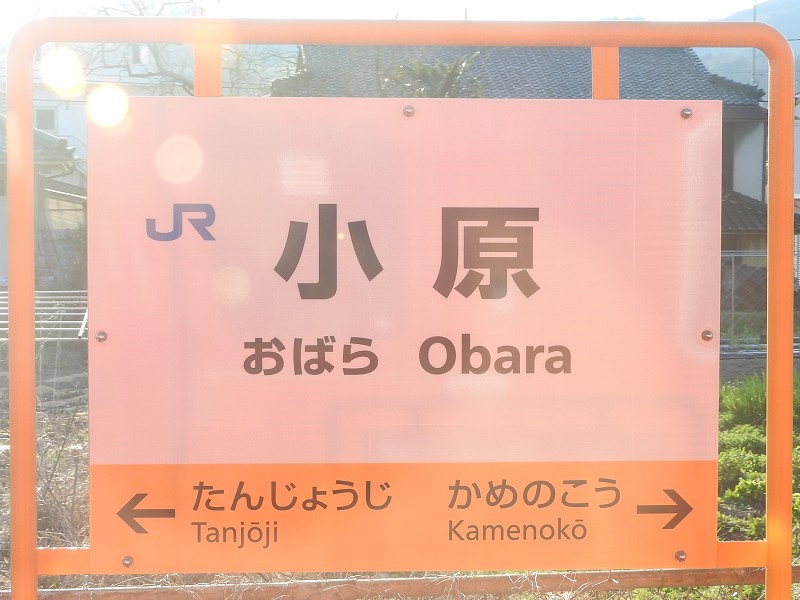 JR
小原
おばら Obara
← たんじょうじ かめのこう →
Tanjōji Kamenokō